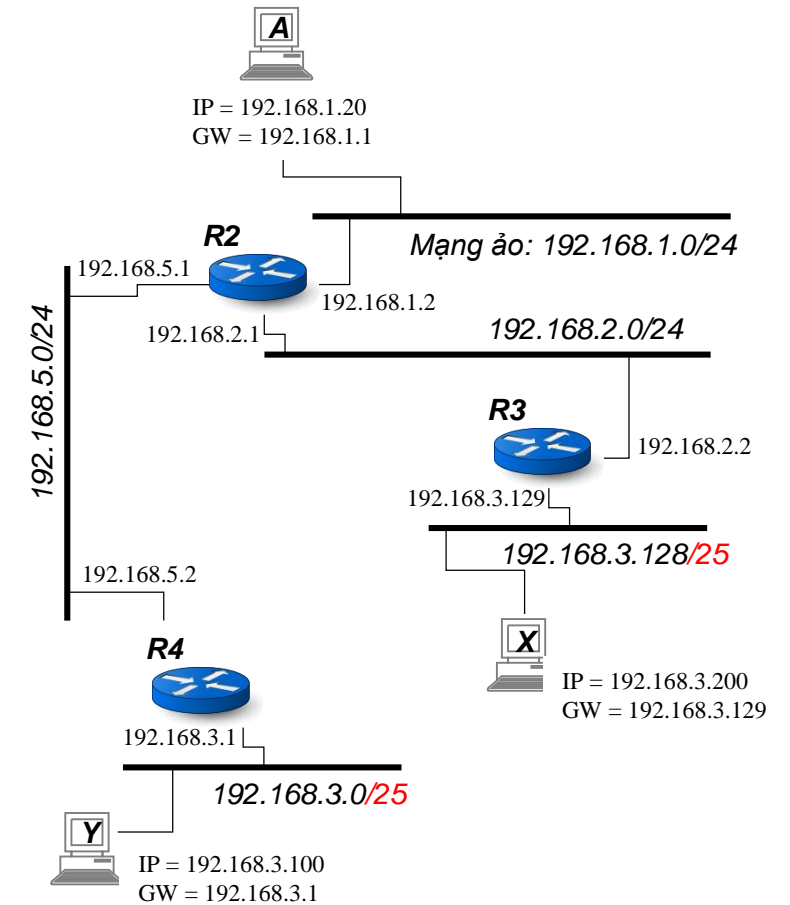 A
IP = 192.168.1.20
GW = 192.168.1.1
R2
Mạng ảo: 192.168.1.0/24
192.168.5.1
192.168.1.2
192.168.2.1
192.168.2.0/24
192.168.5.0/24
R3
192.168.2.2
192.168.3.129
192.168.3.128/25
192.168.5.2
X
R4
IP = 192.168.3.200
GW = 192.168.3.129
192.168.3.1
192.168.3.0/25
Y
IP = 192.168.3.100
GW = 192.168.3.1